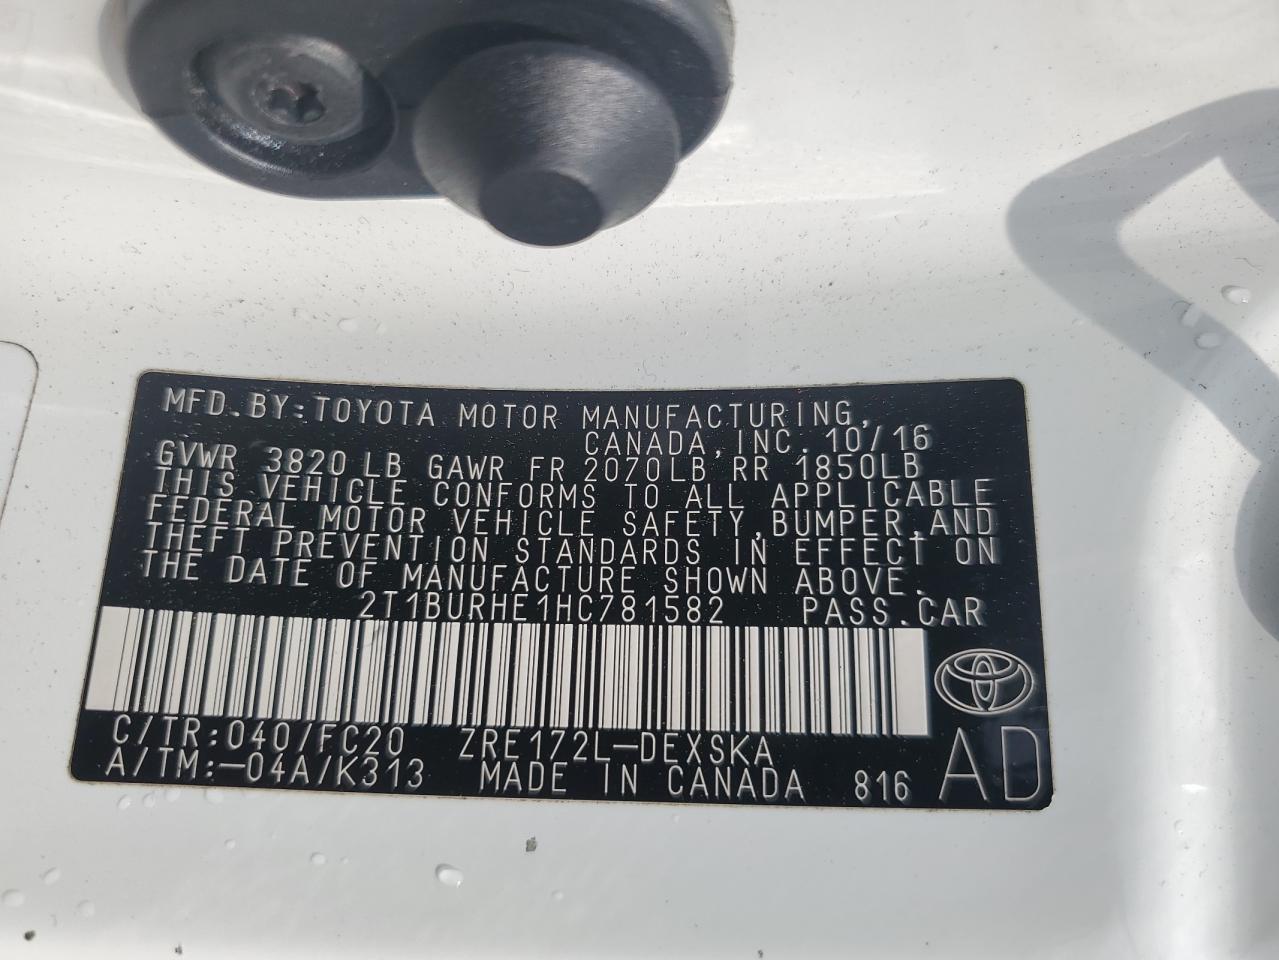 MFD.BY:TOYOTA MOTOR MANUFACTURING,
CANADA,INC. 10/16
GVWR 3820LB GAWR FR 2070LB RR 1850LB
THIS VEHICLE CONFORMS TO ALL APPLICABLE
FEDERAL MOTOR VEHICLE SAFETY,BUMPER,AND
THEFT PREVENTION STANDARDS IN EFFECT ON
THE DATE OF MANUFACTURE SHOWN ABOVE.
2T1BURHE1HC781582 PASS.CAR
C/TR:040/FC20 ZRE172L-DEXSKA
A/TM:-04A/K313 MADE IN CANADA 816 AD